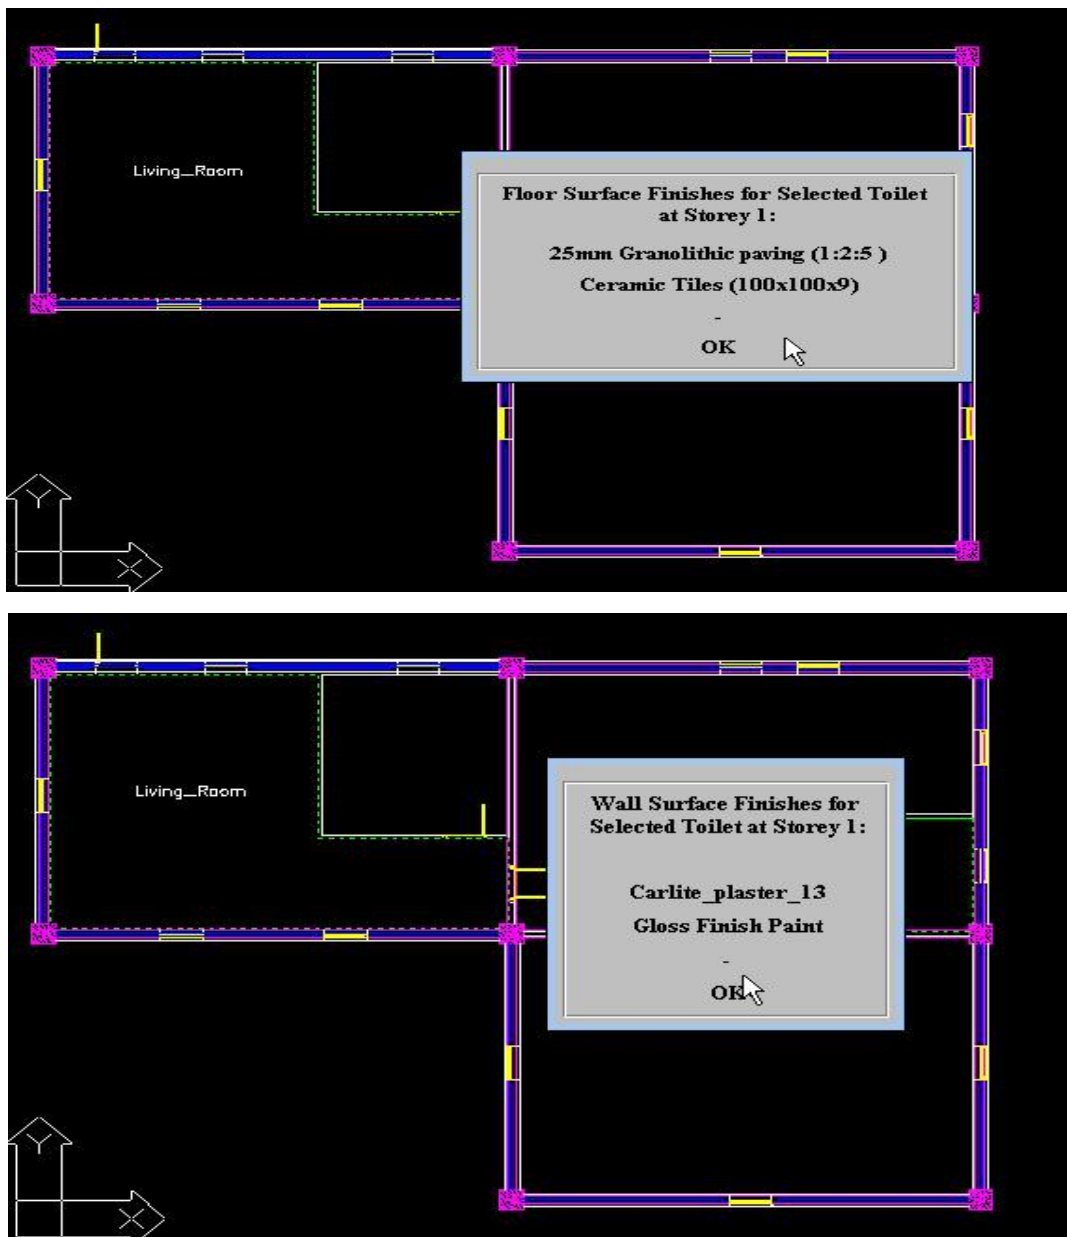 Living_Room
Floor Surface Finishes for Selected Toilet
at Storey 1:
25mm Granolithic paving (1:2:5 )
Ceramic Tiles (100x100x9)
-
OK
Y
X
Living_Room
Wall Surface Finishes for
Selected Toilet at Storey 1:
Carlite_plaster_13
Gloss Finish Paint
-
OK
Y
X